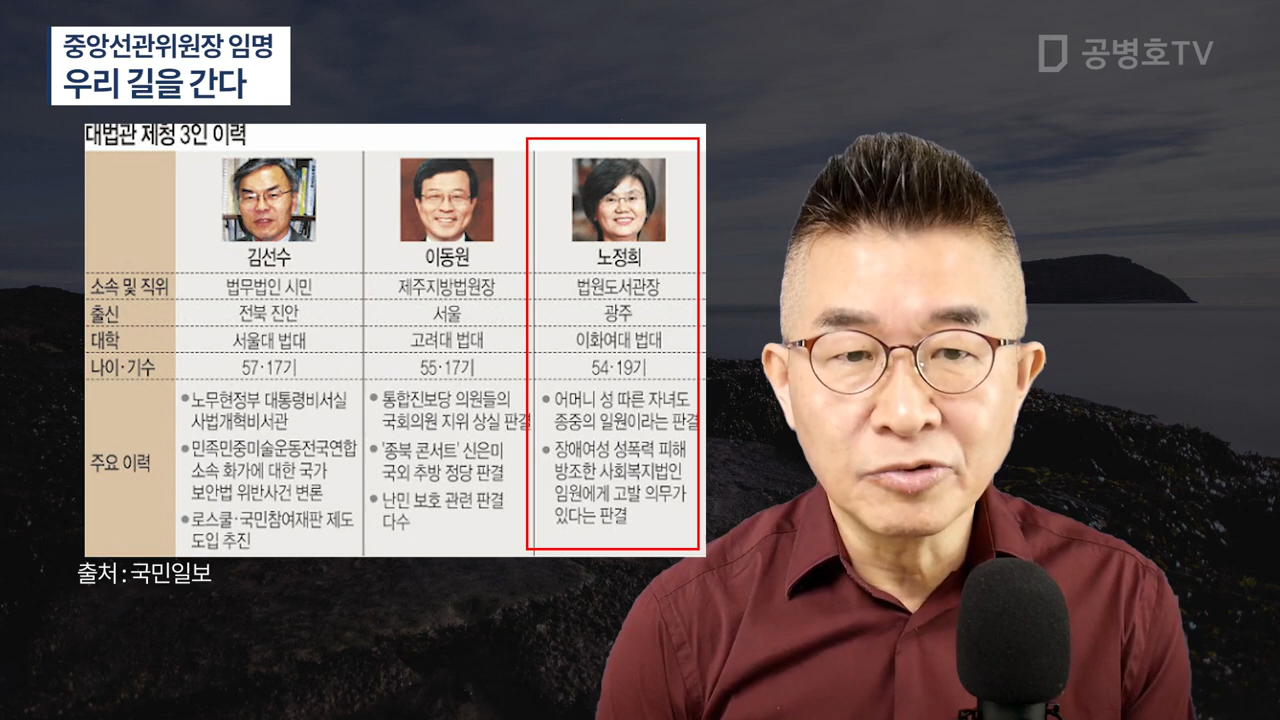 중앙선관위원장 임명
우리 길을 간다
공병호TV
대법관 제청 3인 이력
김선수 이동원 노정희
소속 및 직위 법무법인 시민 제주지방법원장 법원도서관장
출신 전북 진안 서울 광주
대학 서울대 법대 고려대 법대 이화여대 법대
나이·기수 57·17기 55·17기 54·19기
주요 이력
●노무현정부 대통령비서실
사법개혁비서관
●민족민중미술운동전국연합
소속 화가에 대한 국가
보안법 위반사건 변론
●로스쿨·국민참여재판 제도
도입 추진
●통합진보당 의원들의
국회의원 지위 상실 판결
●'종북 콘서트' 신은미
국외 추방 정당 판결
●난민 보호 관련 판결
다수
●어머니 성 따른 자녀도
종중의 일원이라는 판결
●장애여성 성폭력 피해
방조한 사회복지법인
임원에게 고발 의무가
있다는 판결
출처 : 국민일보